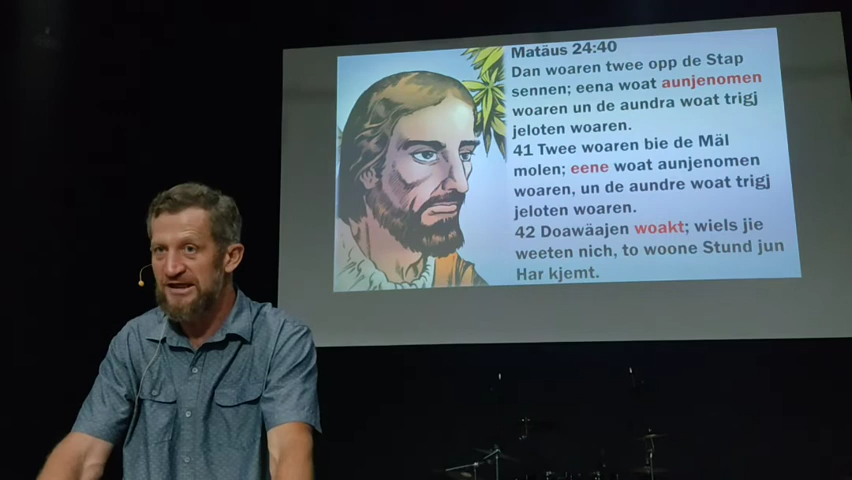 Matäus 24:40
Dan woaren twee opp de Stap
sennen; eena woat aunjenomen
woaren un de aundra woat trigj
jeloten woaren.
41 Twee woaren bie de Mäl
molen; eene woat aunjenomen
woaren, un de aundre woat trigj
jeloten woaren.
42 Doawäajen woakt; wiels jie
weeten nich, to woone Stund jun
Har kjemt.